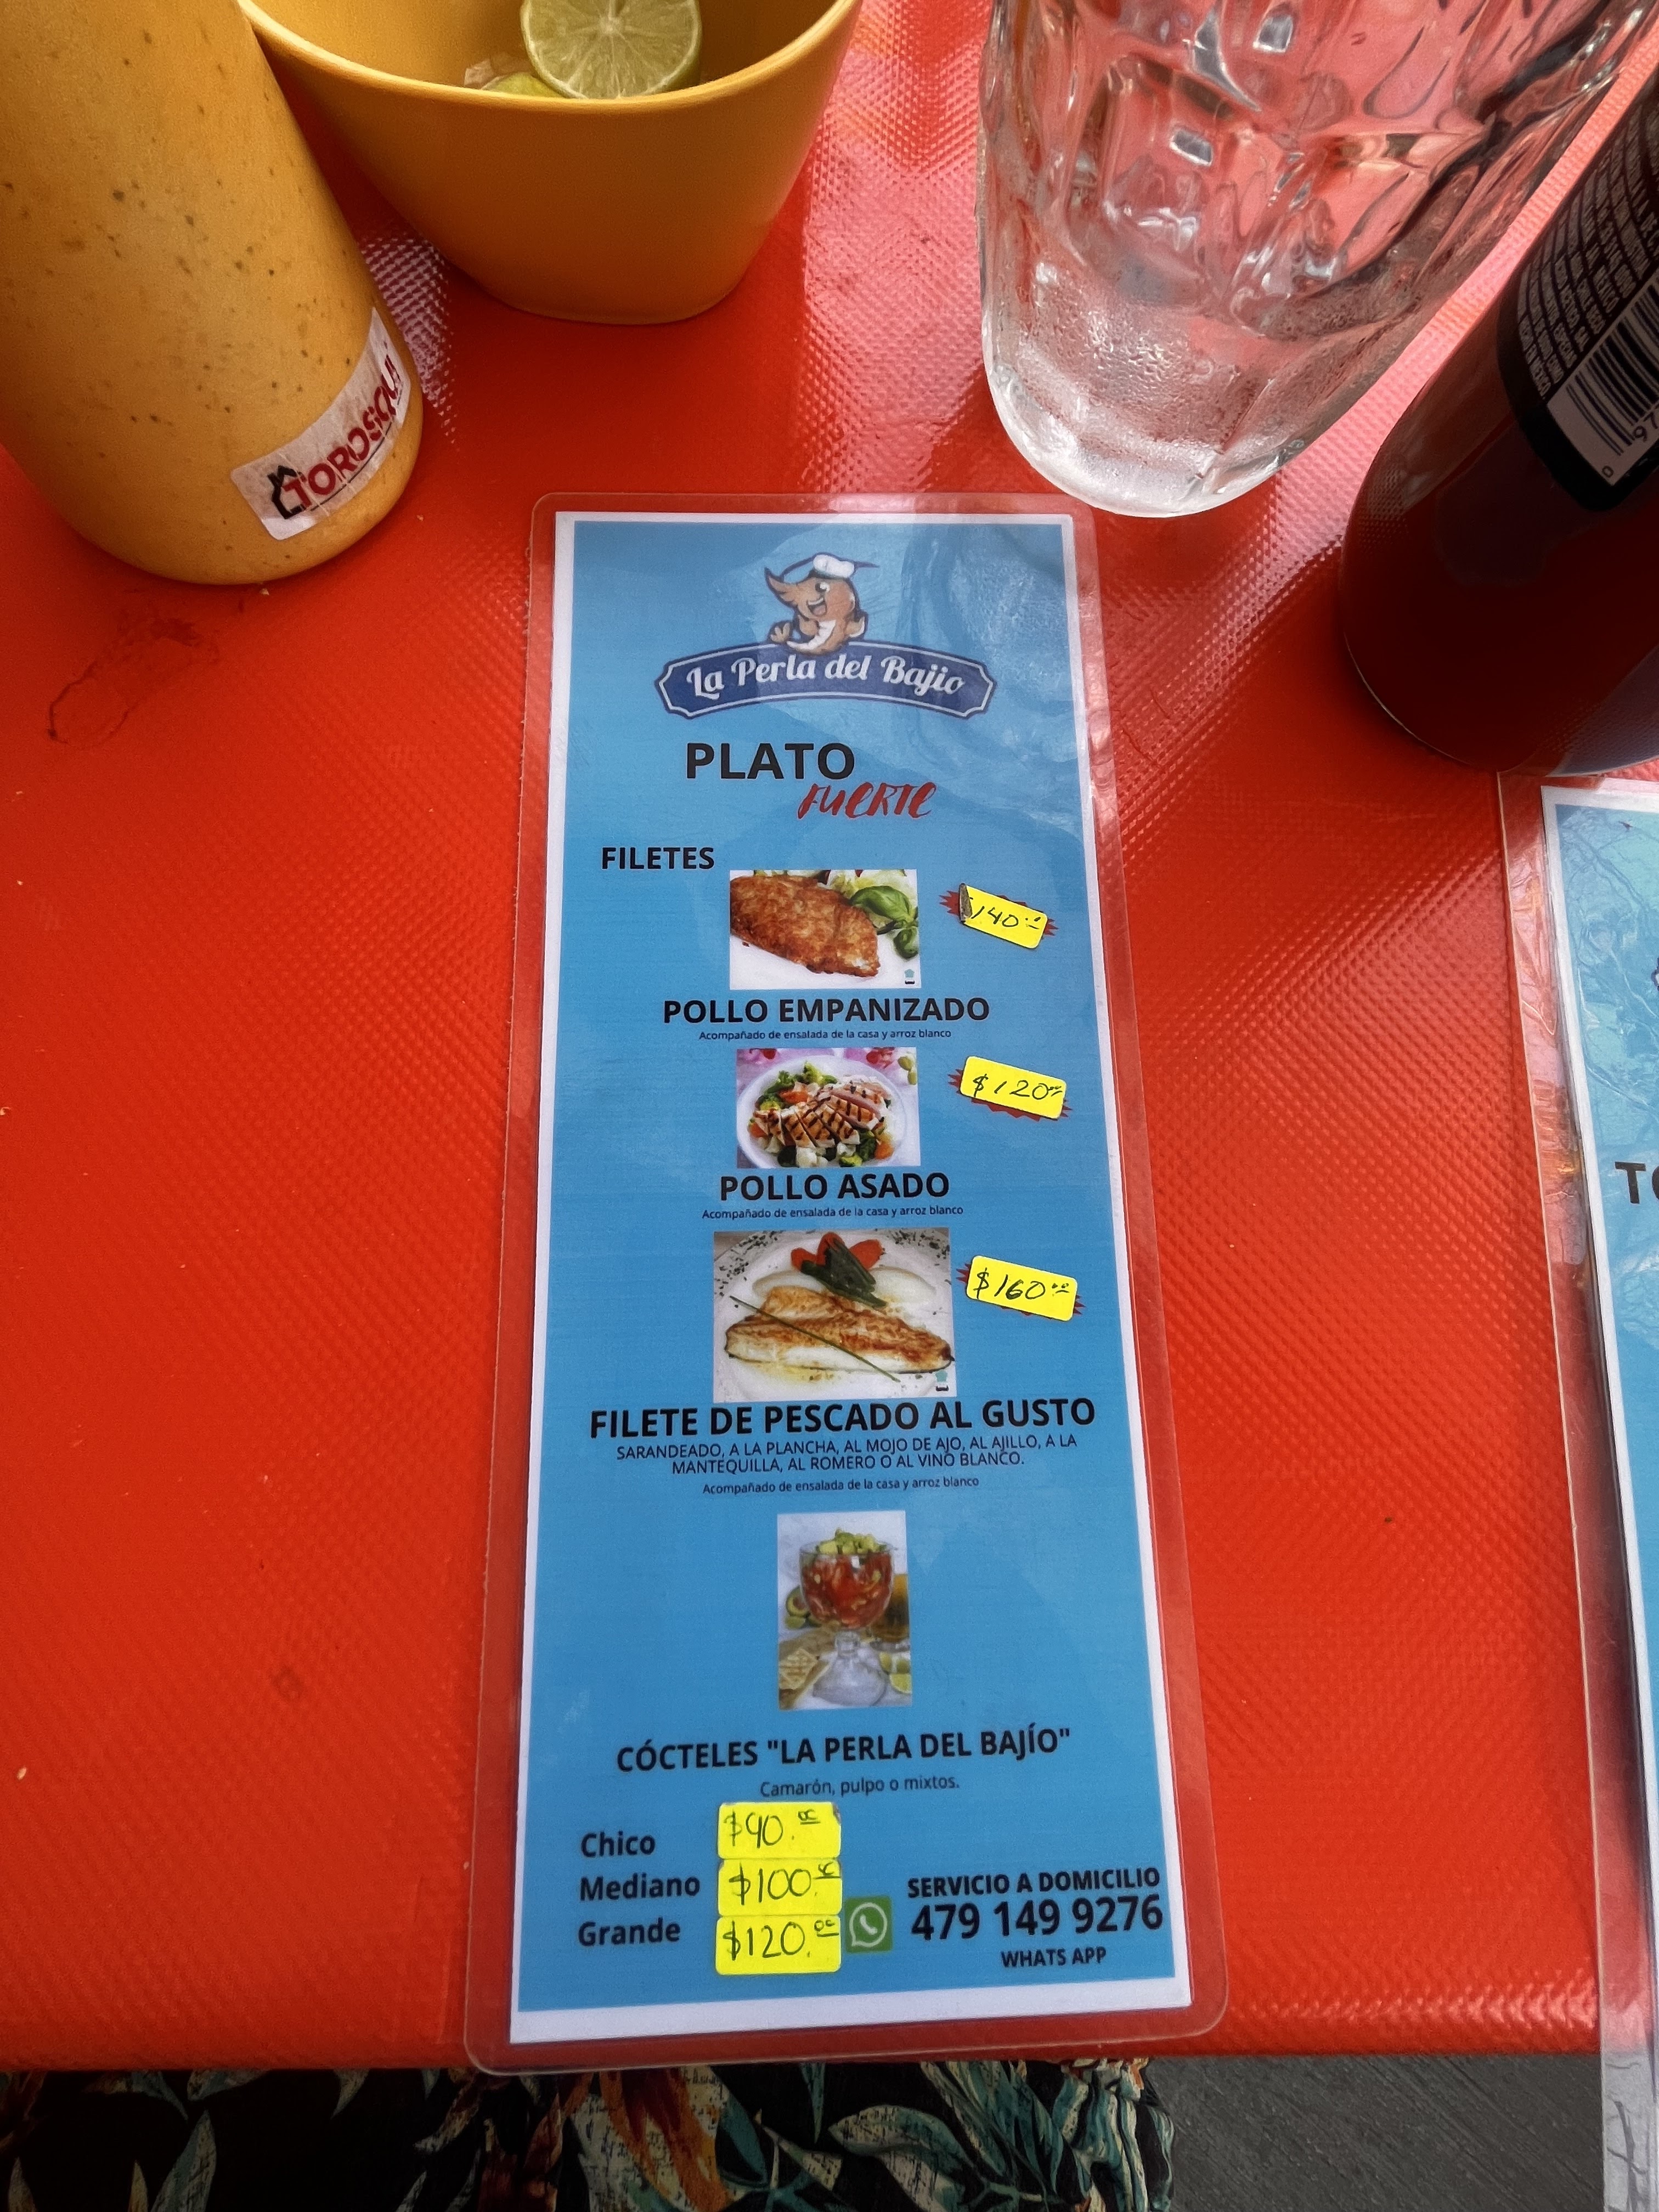 TOROSQUI
La Perla del Bajio
PLATO
FUERTE
FILETES
$140.
POLLO EMPANIZADO
Acompañado de ensalada de la casa y arroz blanco
$120
POLLO ASADO
Acompañado de ensalada de la casa y arroz blanco
$160.00
FILETE DE PESCADO AL GUSTO
SARANDEADO, A LA PLANCHA, AL MOJO DE AJO, AL AJILLO, A LA
MANTEQUILLA, AL ROMERO O AL VINO BLANCO.
Acompañado de ensalada de la casa y arroz blanco
CÓCTELES "LA PERLA DEL BAJÍO"
Camarón, pulpo o mixtos.
Chico $90.00
Mediano $100.00
Grande $120.00
SERVICIO A DOMICILIO
479 149 9276
WHATS APP